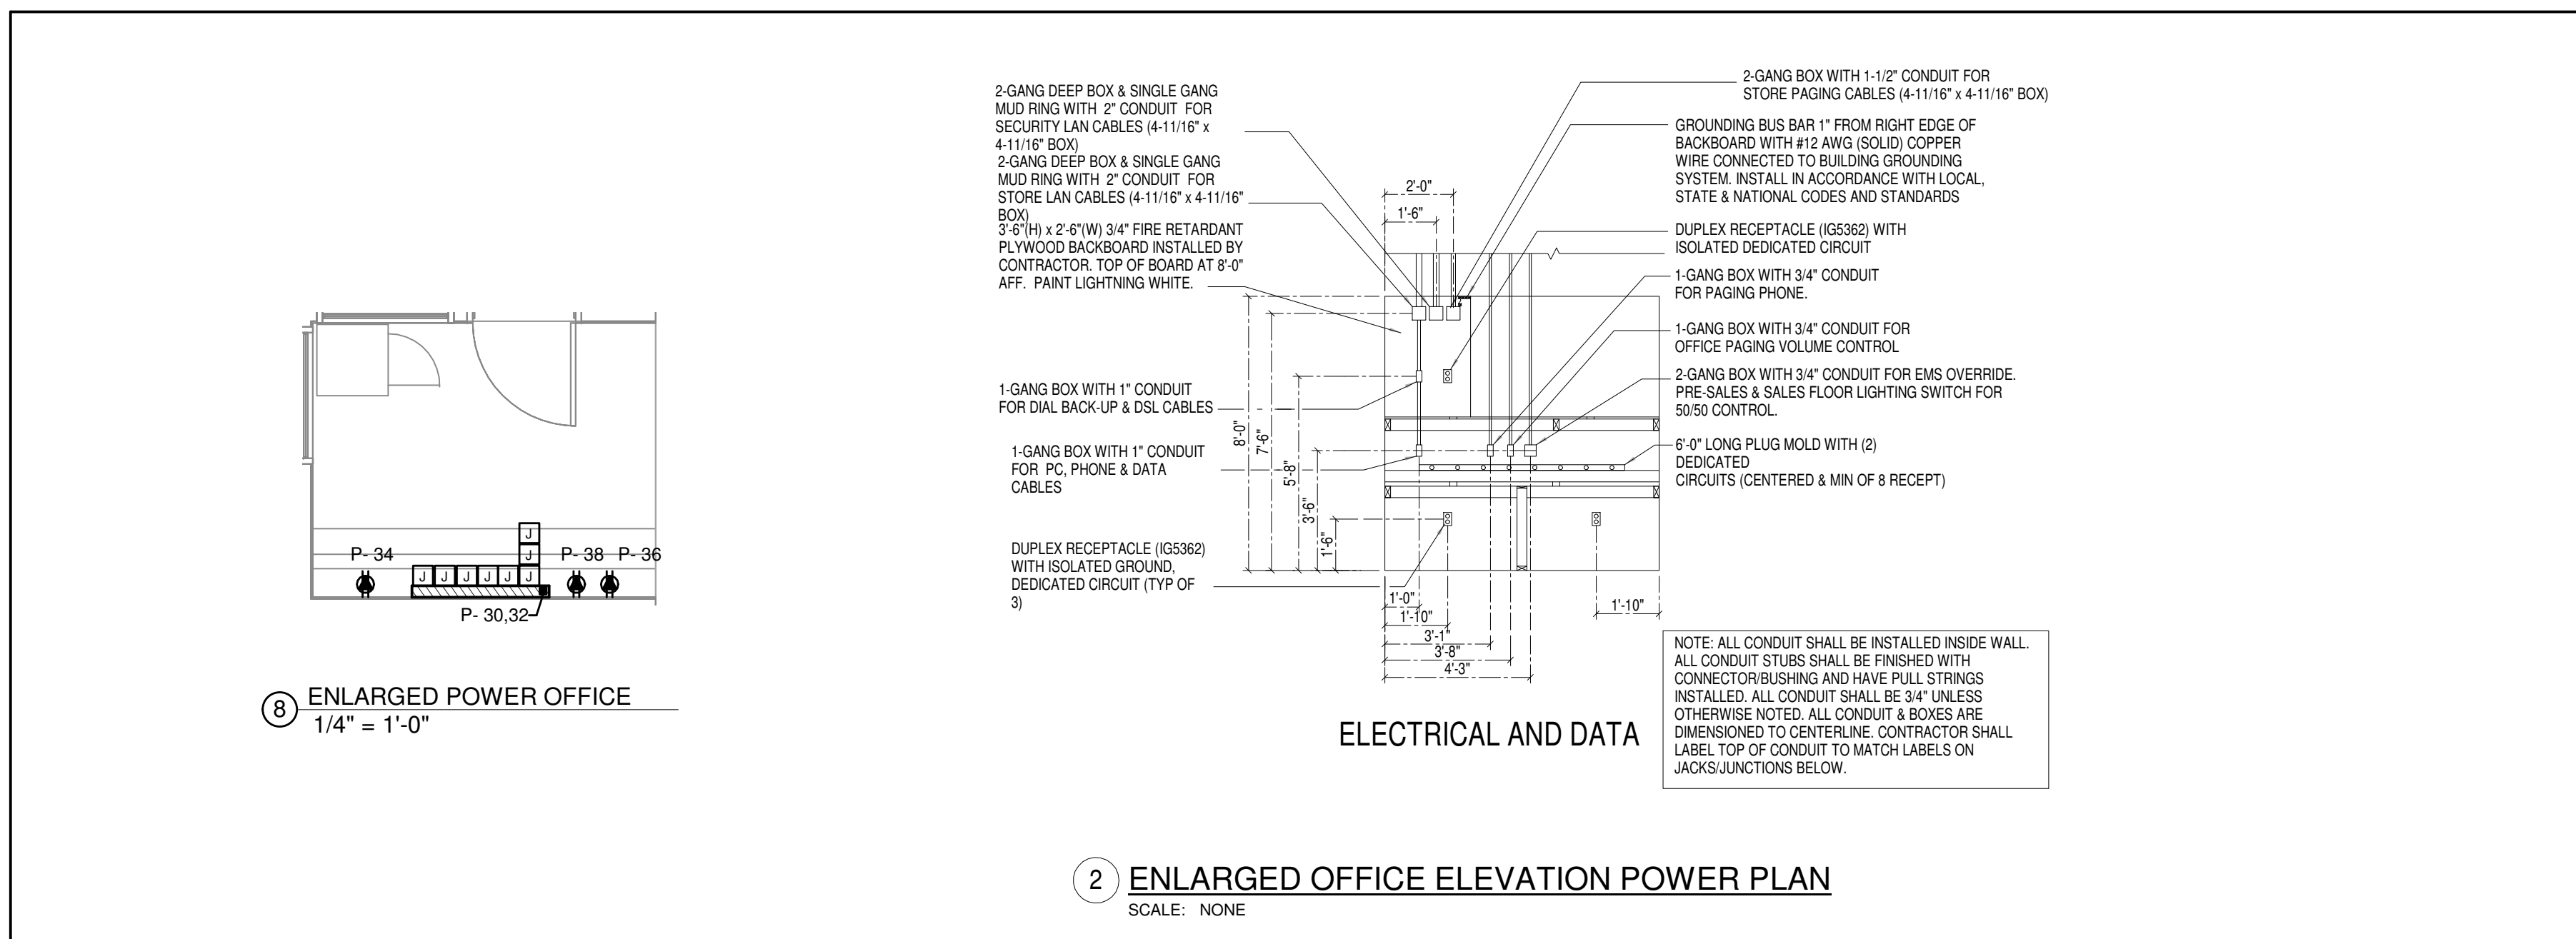 2-GANG DEEP BOX & SINGLE GANG
MUD RING WITH 2" CONDUIT FOR
SECURITY LAN CABLES (4-11/16" x
4-11/16" BOX)
2-GANG DEEP BOX & SINGLE GANG
MUD RING WITH 2" CONDUIT FOR
STORE LAN CABLES (4-11/16" x 4-11/16"
BOX)
3'-6"(H) x 2'-6"(W) 3/4" FIRE RETARDANT
PLYWOOD BACKBOARD INSTALLED BY
CONTRACTOR. TOP OF BOARD AT 8'-0"
AFF. PAINT LIGHTNING WHITE.
1-GANG BOX WITH 1" CONDUIT
FOR DIAL BACK-UP & DSL CABLES
1-GANG BOX WITH 1" CONDUIT
FOR PC, PHONE & DATA
CABLES
DUPLEX RECEPTACLE (IG5362)
WITH ISOLATED GROUND,
DEDICATED CIRCUIT (TYP OF
3)
2-GANG BOX WITH 1-1/2" CONDUIT FOR
STORE PAGING CABLES (4-11/16" x 4-11/16" BOX)
GROUNDING BUS BAR 1" FROM RIGHT EDGE OF
BACKBOARD WITH #12 AWG (SOLID) COPPER
WIRE CONNECTED TO BUILDING GROUNDING
SYSTEM. INSTALL IN ACCORDANCE WITH LOCAL,
STATE & NATIONAL CODES AND STANDARDS
DUPLEX RECEPTACLE (IG5362) WITH
ISOLATED DEDICATED CIRCUIT
1-GANG BOX WITH 3/4" CONDUIT
FOR PAGING PHONE.
1-GANG BOX WITH 3/4" CONDUIT FOR
OFFICE PAGING VOLUME CONTROL
2-GANG BOX WITH 3/4" CONDUIT FOR EMS OVERRIDE.
PRE-SALES & SALES FLOOR LIGHTING SWITCH FOR
50/50 CONTROL.
6'-0" LONG PLUG MOLD WITH (2)
DEDICATED
CIRCUITS (CENTERED & MIN OF 8 RECEPT)
2'-0"
1'-6"
8'-0"
7'-6"
5'-8"
3'-6"
1'-6"
1'-0"
1'-10"
3'-1"
3'-8"
4'-3"
1'-10"
NOTE: ALL CONDUIT SHALL BE INSTALLED INSIDE WALL.
ALL CONDUIT STUBS SHALL BE FINISHED WITH
CONNECTOR/BUSHING AND HAVE PULL STRINGS
INSTALLED. ALL CONDUIT SHALL BE 3/4" UNLESS
OTHERWISE NOTED. ALL CONDUIT & BOXES ARE
DIMENSIONED TO CENTERLINE. CONTRACTOR SHALL
LABEL TOP OF CONDUIT TO MATCH LABELS ON
JACKS/JUNCTIONS BELOW.
ELECTRICAL AND DATA
2 ENLARGED OFFICE ELEVATION POWER PLAN
SCALE: NONE
J
P- 34 J P- 38 P- 36
J J J J J J
P- 30,32
8 ENLARGED POWER OFFICE
1/4" = 1'-0"